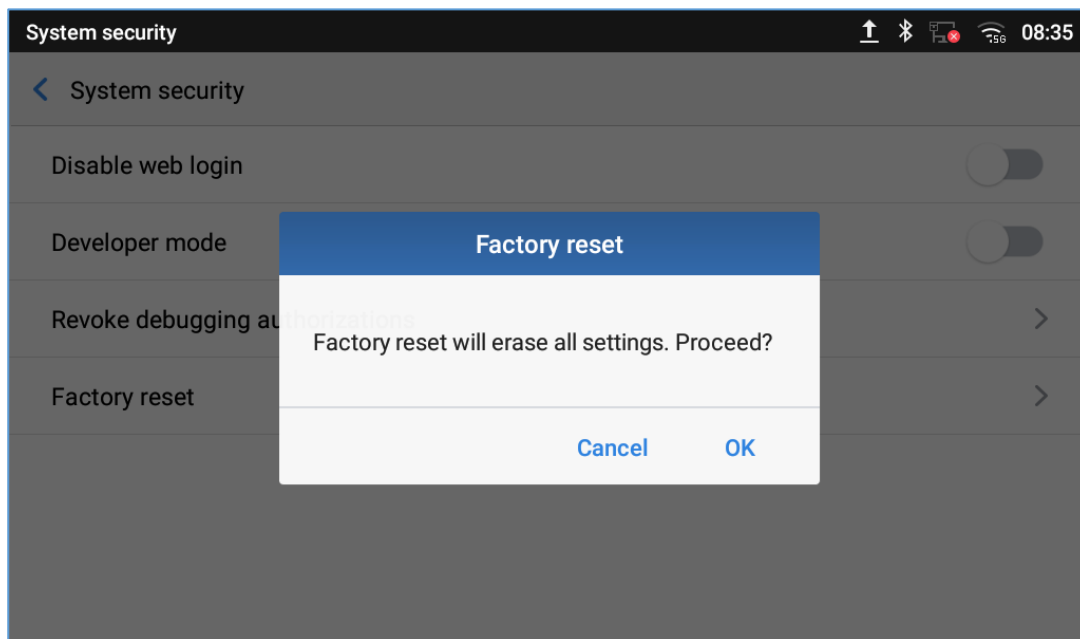 System security
08:35
System security
Disable web login
Developer mode
Factory reset
Revoke debugging authorizations
Factory reset will erase all settings. Proceed?
Factory reset
Cancel
OK